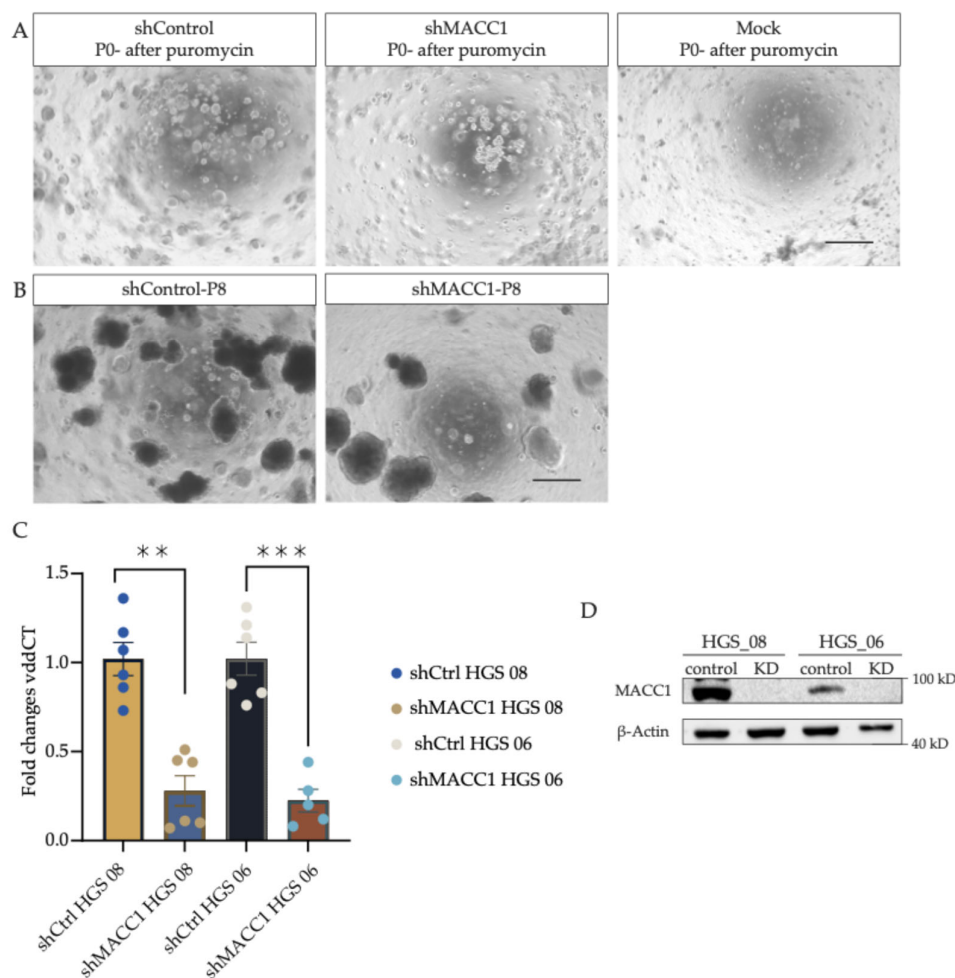 A
shControl
P0- after puromycin
shMACC1
P0- after puromycin
Mock
P0- after puromycin
B
shControl-P8
shMACC1-P8
C
** ***
Fold changes vddCT
1.5
1.0
0.5
0.0
shCtrl HGS 08
shMACC1 HGS 08
shCtrl HGS 06
shMACC1 HGS 06
shCtrl HGS 08
shMACC1 HGS 08
shCtrl HGS 06
shMACC1 HGS 06
D
HGS_08 HGS_06
control KD control KD
100 kD
MACC1
β-Actin
40 kD